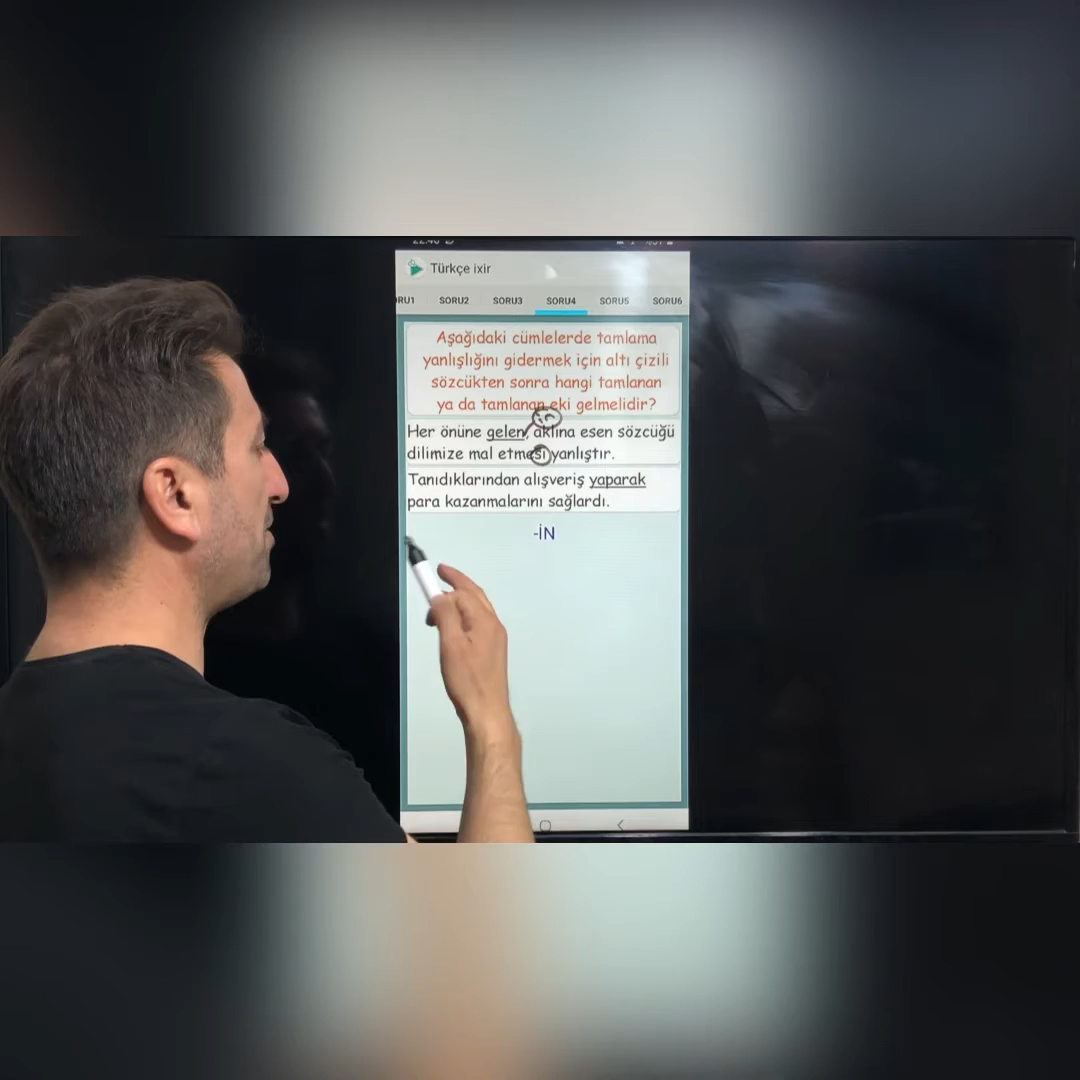 Türkçe ixir
SORU2 SORU3 SORU4 SORU5 SORU6
Aşağıdaki cümlelerde tamlama
yanlışlığını gidermek için altı çizili
sözcükten sonra hangi tamlanan
ya da tamlanan eki gelmelidir?
in
Her önüne gelen, aklına esen sözcüğü
dilimize mal etmesi yanlıştır.
Tanıdıklarından alışveriş yaparak
para kazanmalarını sağlardı.
-İN